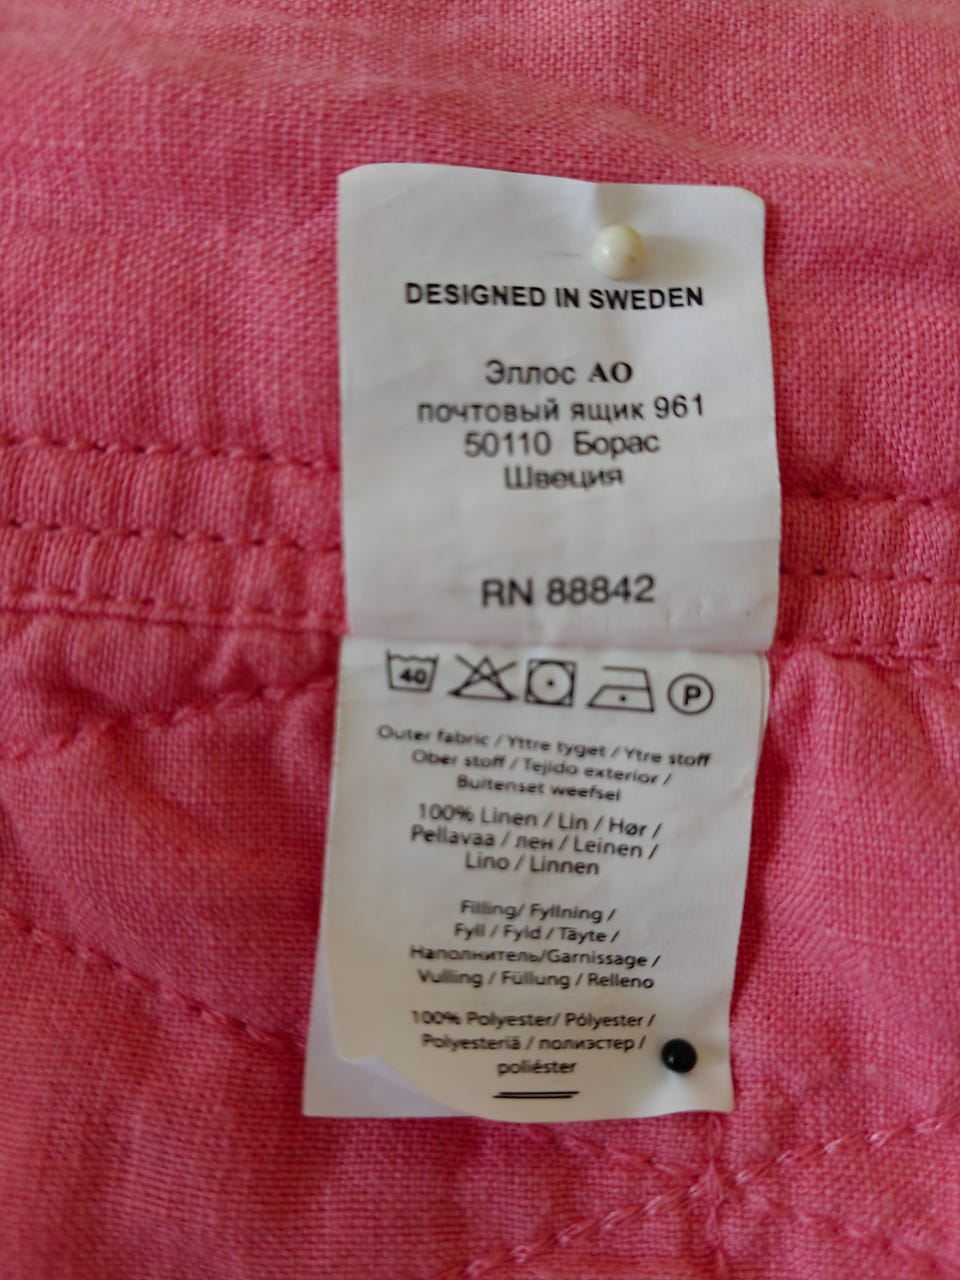 DESIGNED IN SWEDEN
Эллос АО
почтовый ящик 961
50110 Борас
Швеция
RN 88842
40 P
Outer fabric / Yttre tyget / Ytre stoff
Ober stoff / Tejido exterior /
Buitenset weefsel
100% Linen / Lin / Hør /
Pellavaa / лен / Leinen /
Lino / Linnen
Filling/ Fyllning /
Fyll / Fyld / Täyte /
Наполнитель/Garnissage /
Vulling / Füllung / Relleno
100% Polyester/ Pólyester /
Polyesteriä / полиэстер /
poliéster